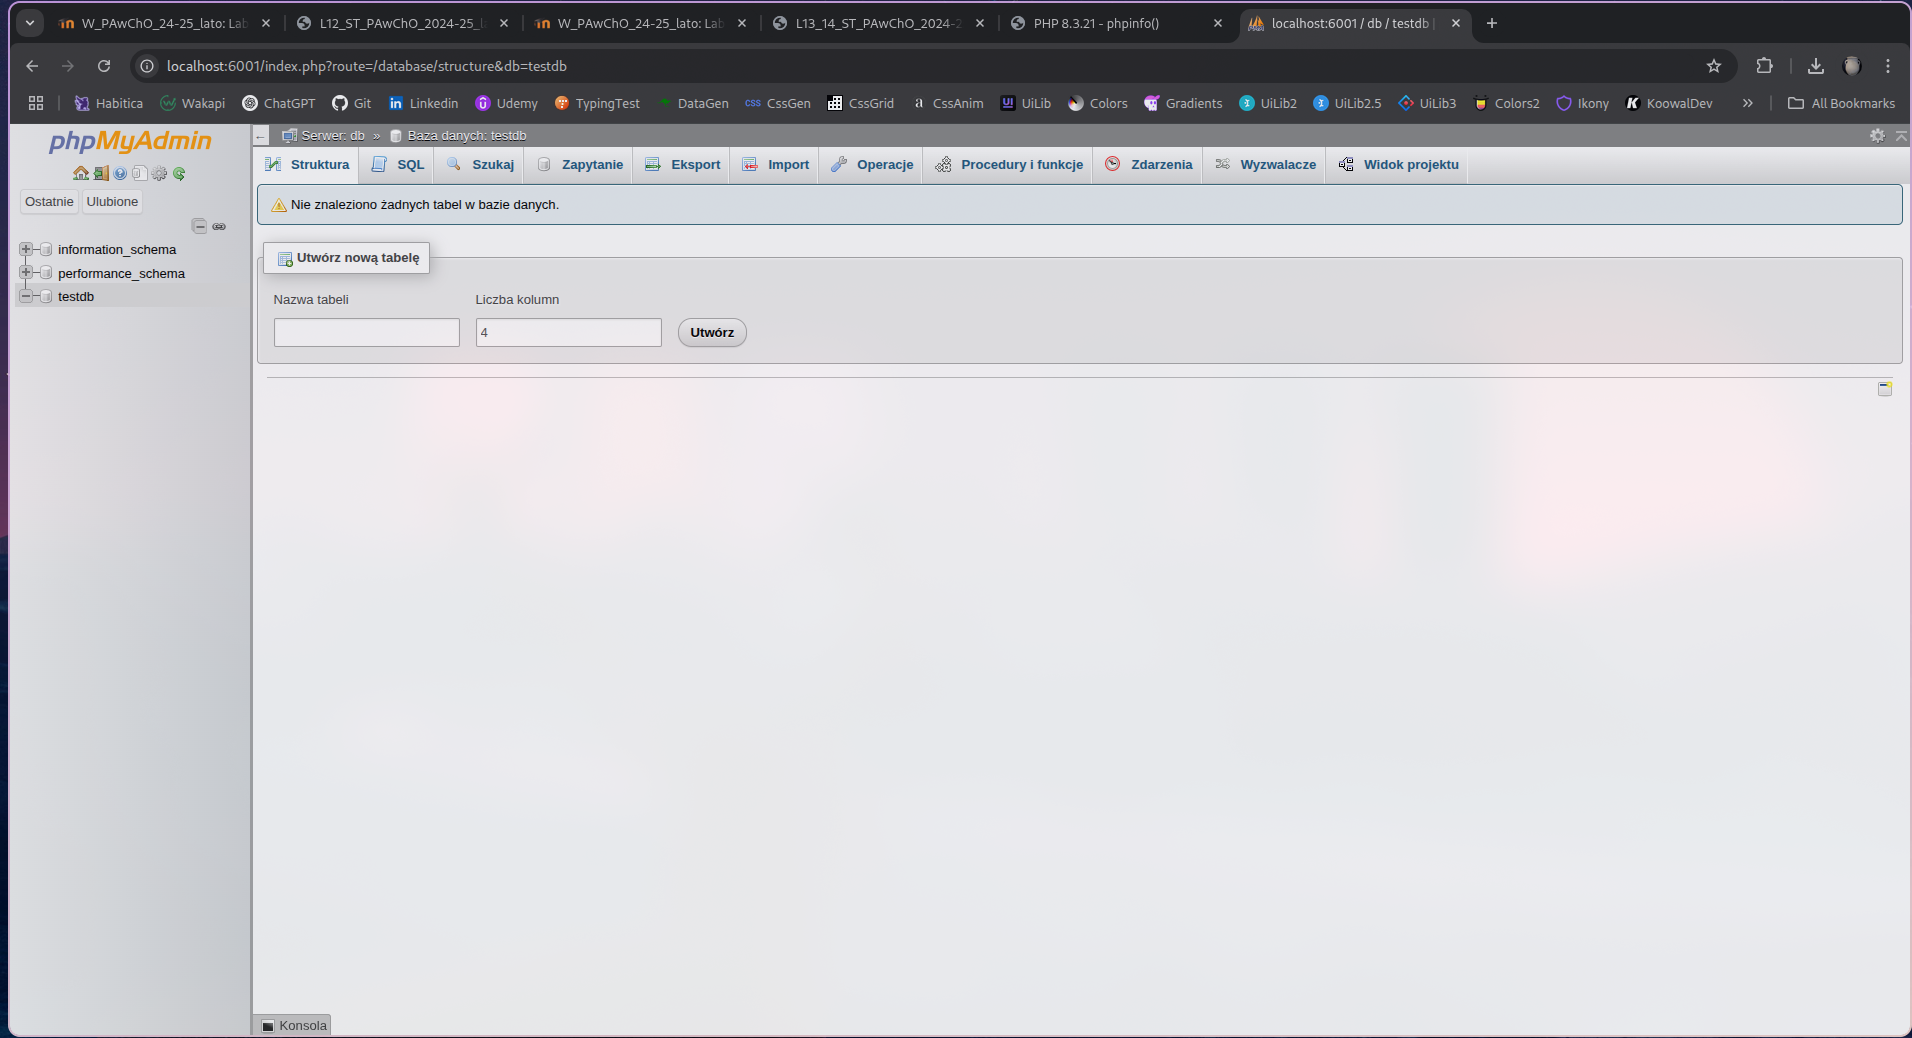 W_PAwChO_24-25_lato: Lab
L12_ST_PAwChO_2024-25_l
W_PAwChO_24-25_lato: Lab
L13_14_ST_PAwChO_2024-2
PHP 8.3.21 - phpinfo()
localhost:6001 / db / testdb |
localhost:6001/index.php?route=/database/structure&db=testdb
Habitica
Wakapi
ChatGPT
Git
Linkedin
Udemy
TypingTest
DataGen
CSS CssGen
CssGrid
a CssAnim
UI UiLib
Colors
Gradients
UiLib2
UiLib2.5
UiLib3
Colors2
Ikony
KoowalDev
»
All Bookmarks
phpMyAdmin
Ostatnie
Ulubione
information_schema
performance_schema
testdb
Serwer: db » Baza danych: testdb
Struktura
SQL
Szukaj
Zapytanie
Eksport
Import
Operacje
Procedury i funkcje
Zdarzenia
Wyzwalacze
Widok projektu
Nie znaleziono żadnych tabel w bazie danych.
Utwórz nową tabelę
Nazwa tabeli
Liczba kolumn
4
Utwórz
Konsola